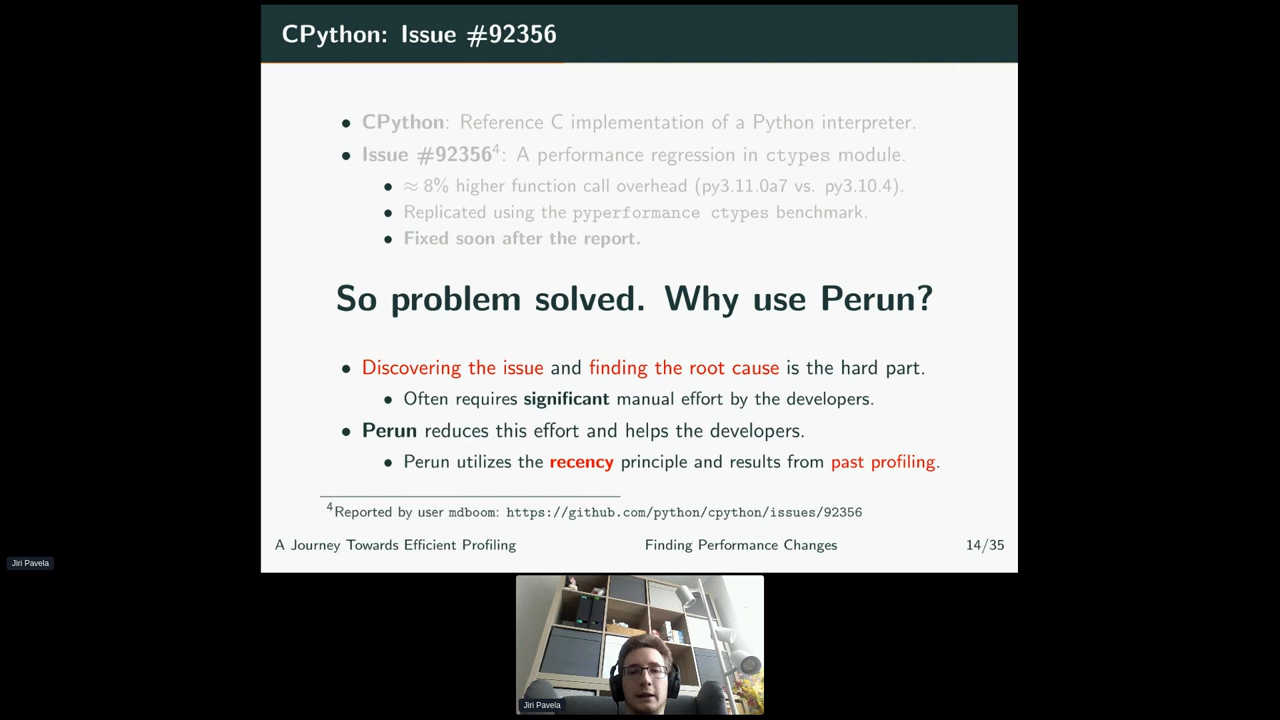 CPython: Issue #92356
• CPython: Reference C implementation of a Python interpreter.
• Issue #92356⁴: A performance regression in ctypes module.
• ≈ 8% higher function call overhead (py3.11.0a7 vs. py3.10.4).
• Replicated using the pyperformance ctypes benchmark.
• Fixed soon after the report.
So problem solved. Why use Perun?
• Discovering the issue and finding the root cause is the hard part.
• Often requires significant manual effort by the developers.
• Perun reduces this effort and helps the developers.
• Perun utilizes the recency principle and results from past profiling.
⁴Reported by user mdboom: https://github.com/python/cpython/issues/92356
A Journey Towards Efficient Profiling Finding Performance Changes 14/35
Jiri Pavela
Jiri Pavela